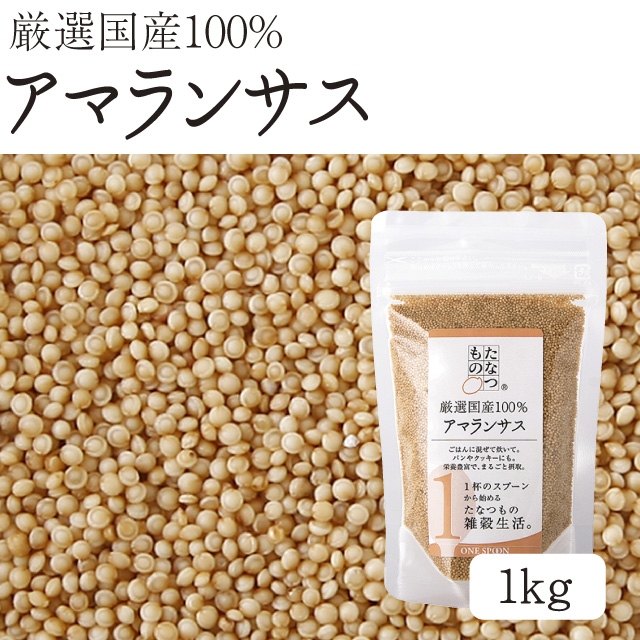 厳選国産100%
アマランサス
たなつ
もの
®
厳選国産100%
アマランサス
ごはんに混ぜて炊いて。
パンやクッキーにも。
栄養豊富で、まるごと摂取。
1
1杯のスプーン
から始める
たなつもの
雑穀生活。
ONE SPOON
1kg